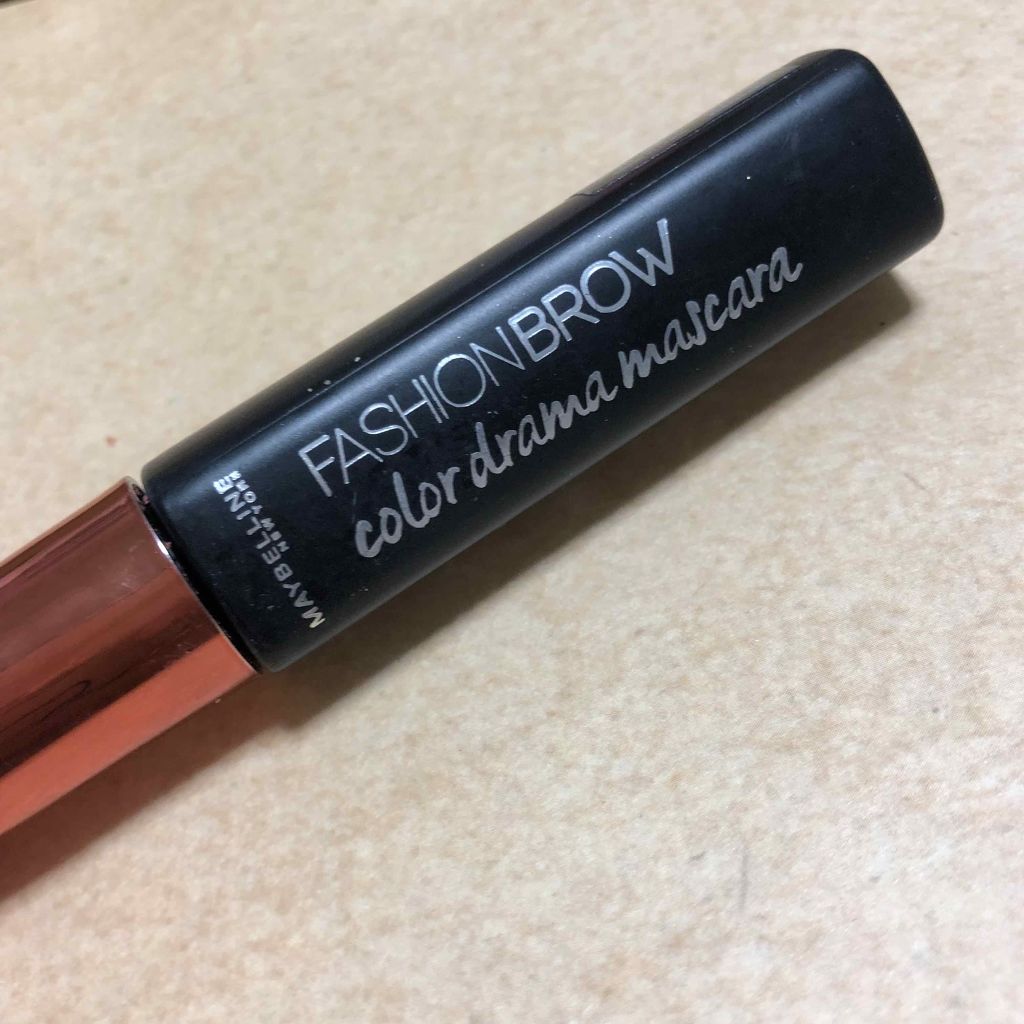 FASHIONBROW
color drama mascara
MAYBELLINE
NEW YORK